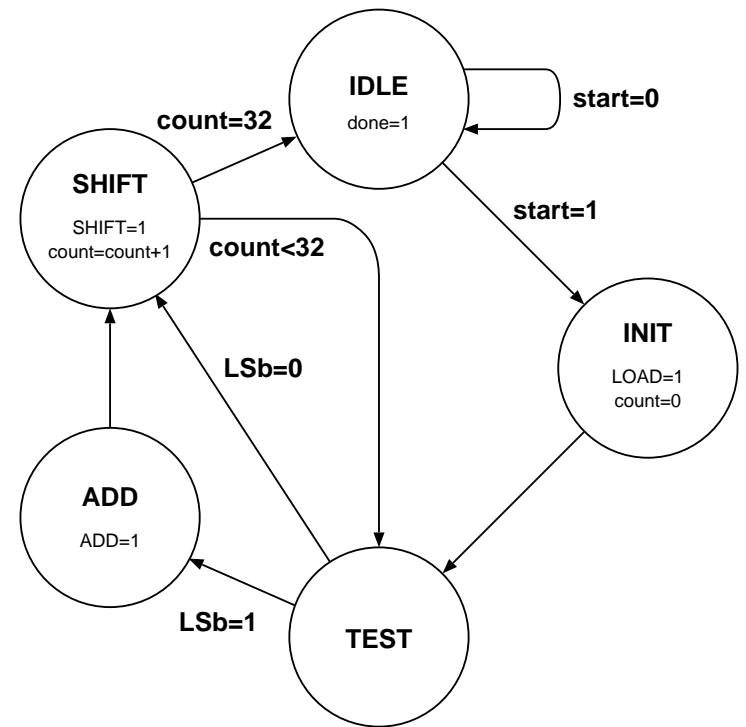 IDLE
done=1
start=0
count=32
SHIFT
SHIFT=1
count=count+1
count<32
start=1
INIT
LOAD=1
count=0
LSb=0
ADD
ADD=1
LSb=1
TEST